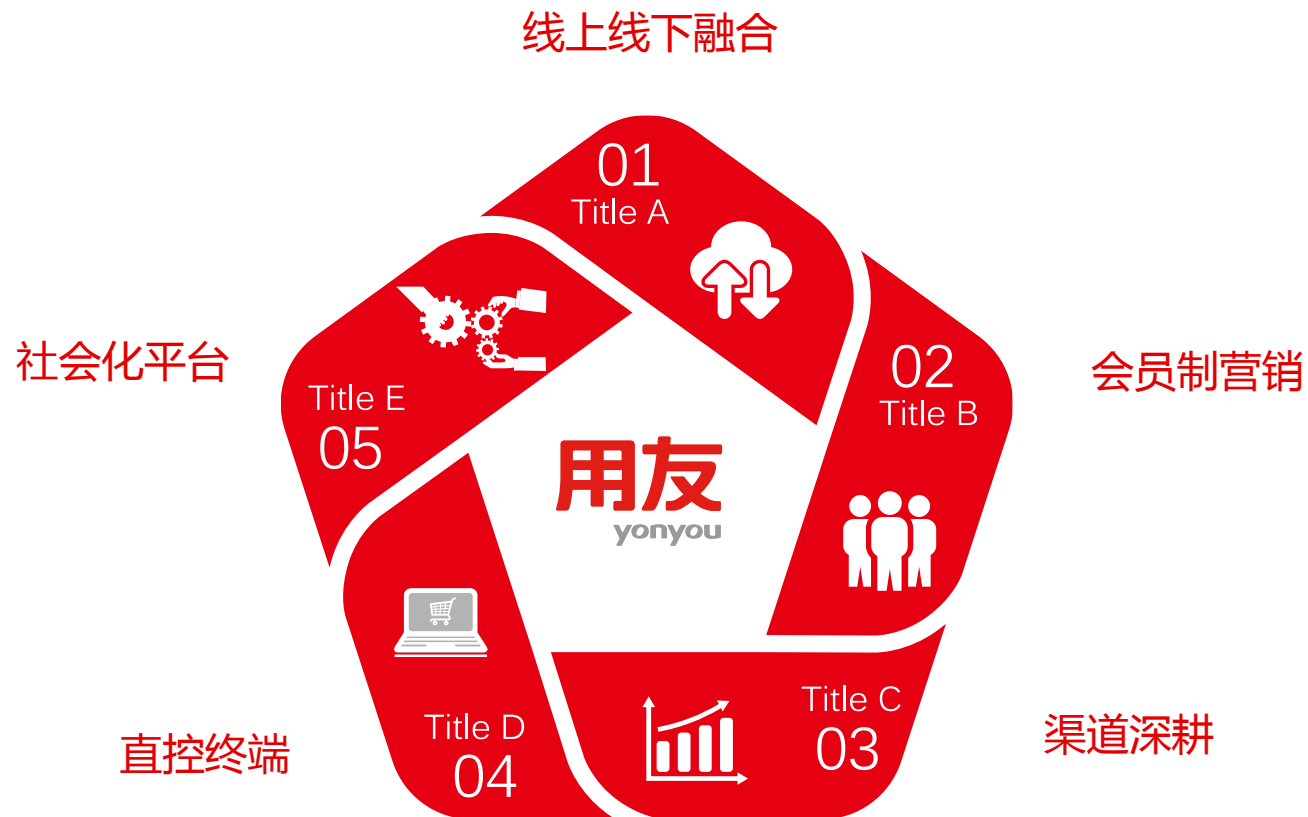 线上线下融合
01
Title A
社会化平台
会员制营销
02
Title B
Title E
05
用友
yonyou
渠道深耕
Title C
03
直控终端
Title D
04